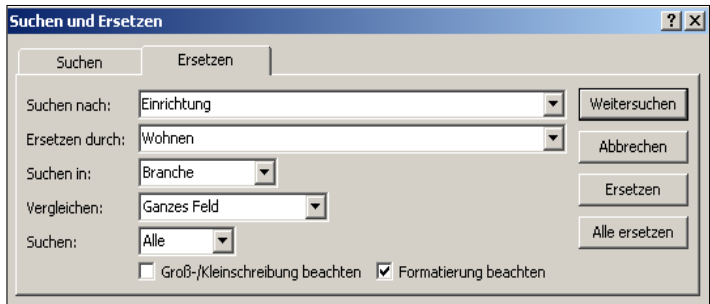 Suchen und Ersetzen
Suchen Ersetzen
Suchen nach: Einrichtung Weitersuchen
Ersetzen durch: Wohnen Abbrechen
Suchen in: Branche Ersetzen
Vergleichen: Ganzes Feld
Suchen: Alle Alle ersetzen
Groß-/Kleinschreibung beachten Formatierung beachten